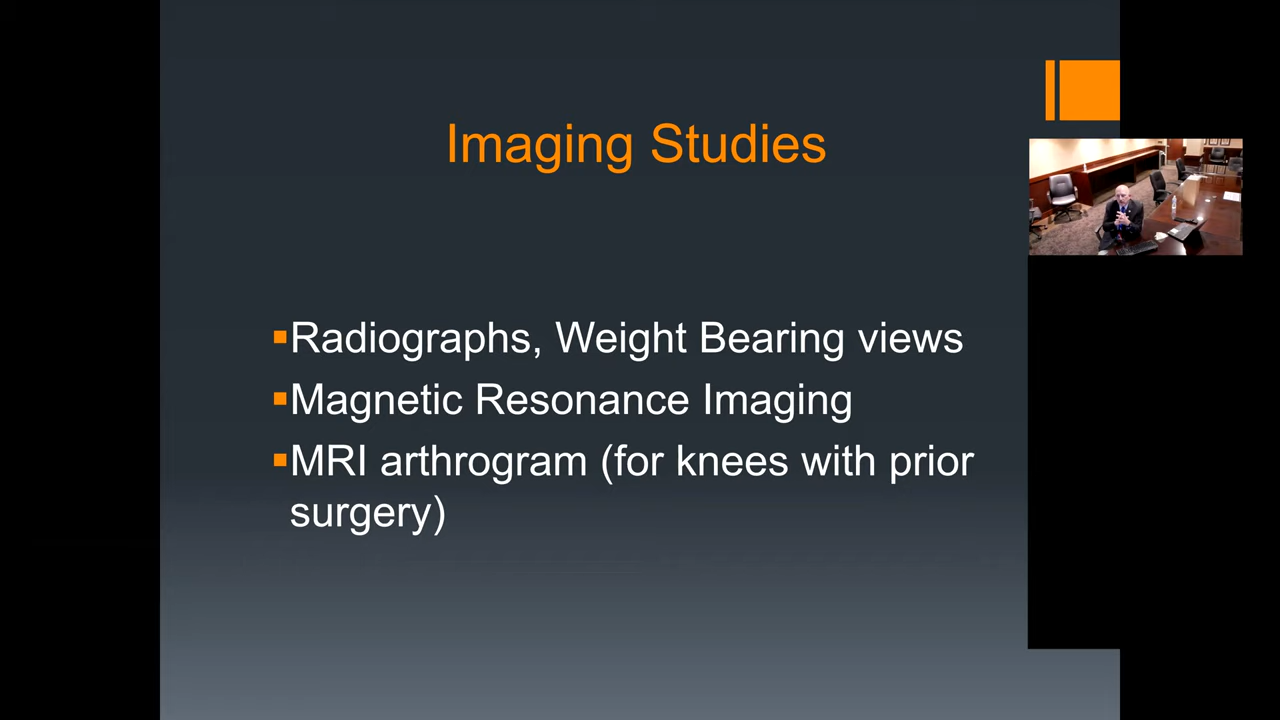 Imaging Studies
▪Radiographs, Weight Bearing views
▪Magnetic Resonance Imaging
▪MRI arthrogram (for knees with prior
surgery)